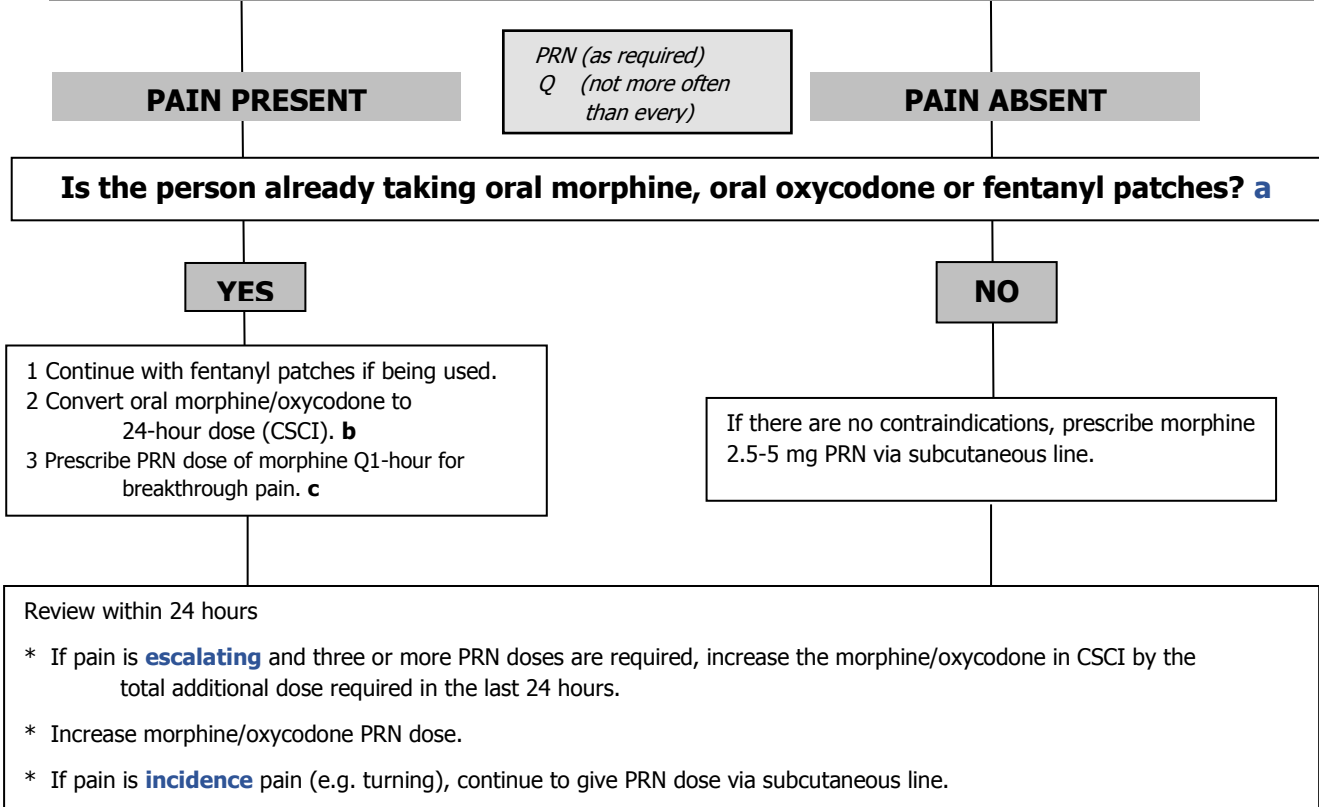 PRN (as required)
Q (not more often
than every)
PAIN PRESENT
PAIN ABSENT
Is the person already taking oral morphine, oral oxycodone or fentanyl patches? a
YES
NO
1 Continue with fentanyl patches if being used.
2 Convert oral morphine/oxycodone to
24-hour dose (CSCI). b
3 Prescribe PRN dose of morphine Q1-hour for
breakthrough pain. c
If there are no contraindications, prescribe morphine
2.5-5 mg PRN via subcutaneous line.
Review within 24 hours
* If pain is escalating and three or more PRN doses are required, increase the morphine/oxycodone in CSCI by the
total additional dose required in the last 24 hours.
* Increase morphine/oxycodone PRN dose.
* If pain is incidence pain (e.g. turning), continue to give PRN dose via subcutaneous line.